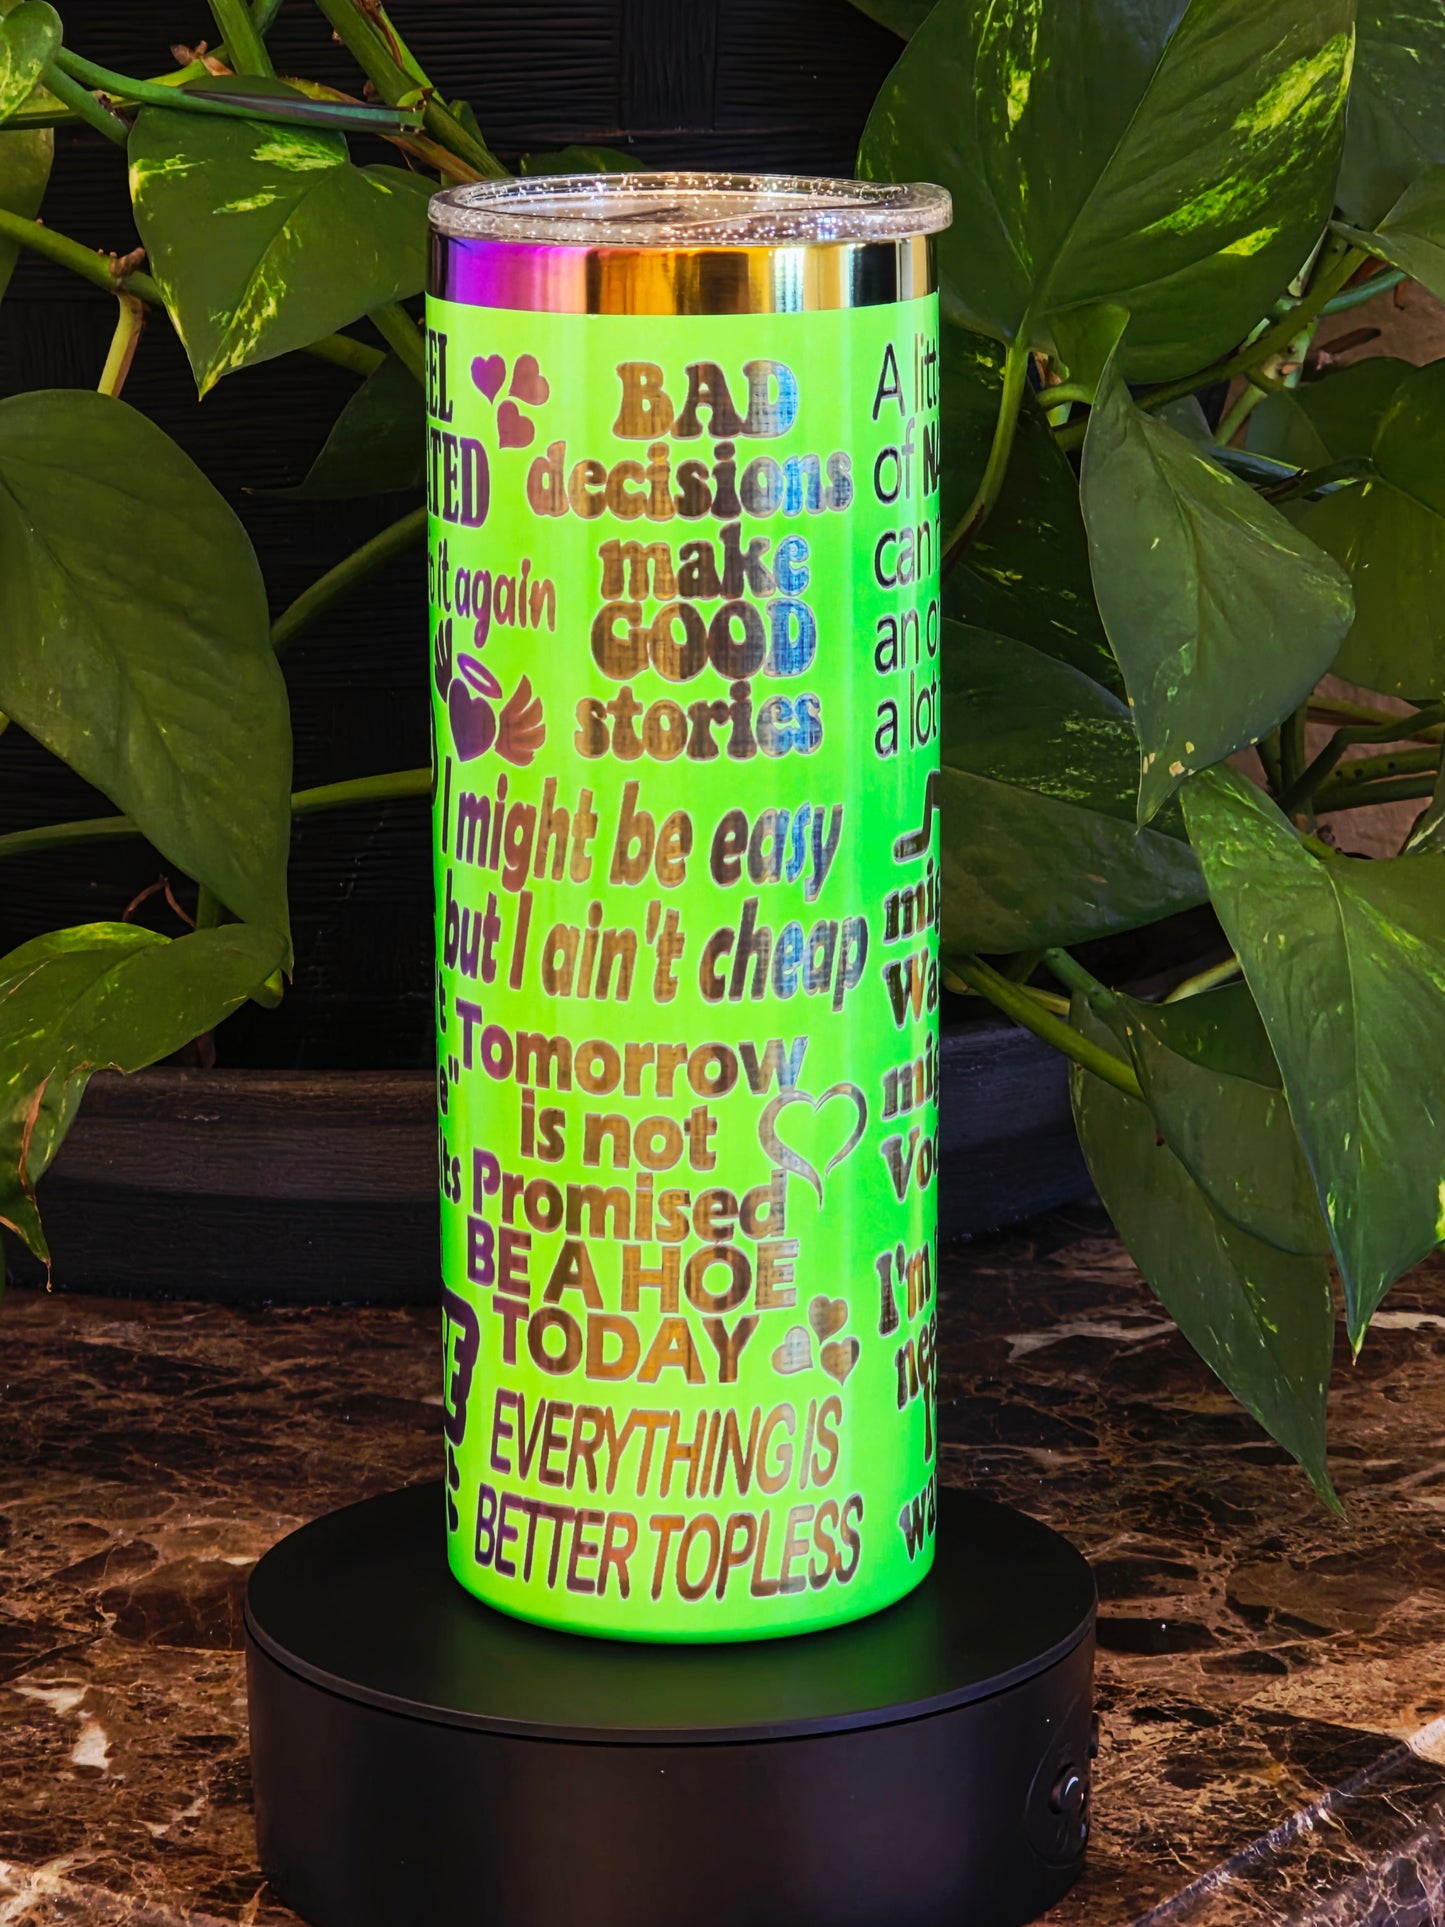 BAD
decisions
make
GOOD
stories
I might be easy
but I ain't cheap
Tomorrow
is not
Promised
BE A HOE
TODAY
EVERYTHING IS
BETTER TOPLESS
it again
A
of
can
an
a lot
I'm